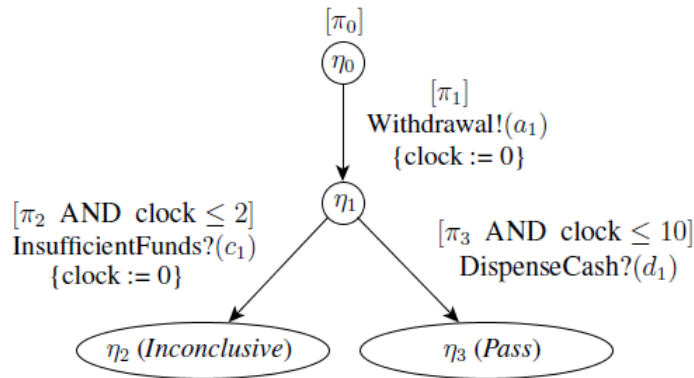 [π₀]
η₀
[π₁]
Withdrawal!(a₁)
{clock := 0}
η₁
[π₂ AND clock ≤ 2]
InsufficientFunds?(c₁)
{clock := 0}
[π₃ AND clock ≤ 10]
DispenseCash?(d₁)
η₂ (Inconclusive)
η₃ (Pass)